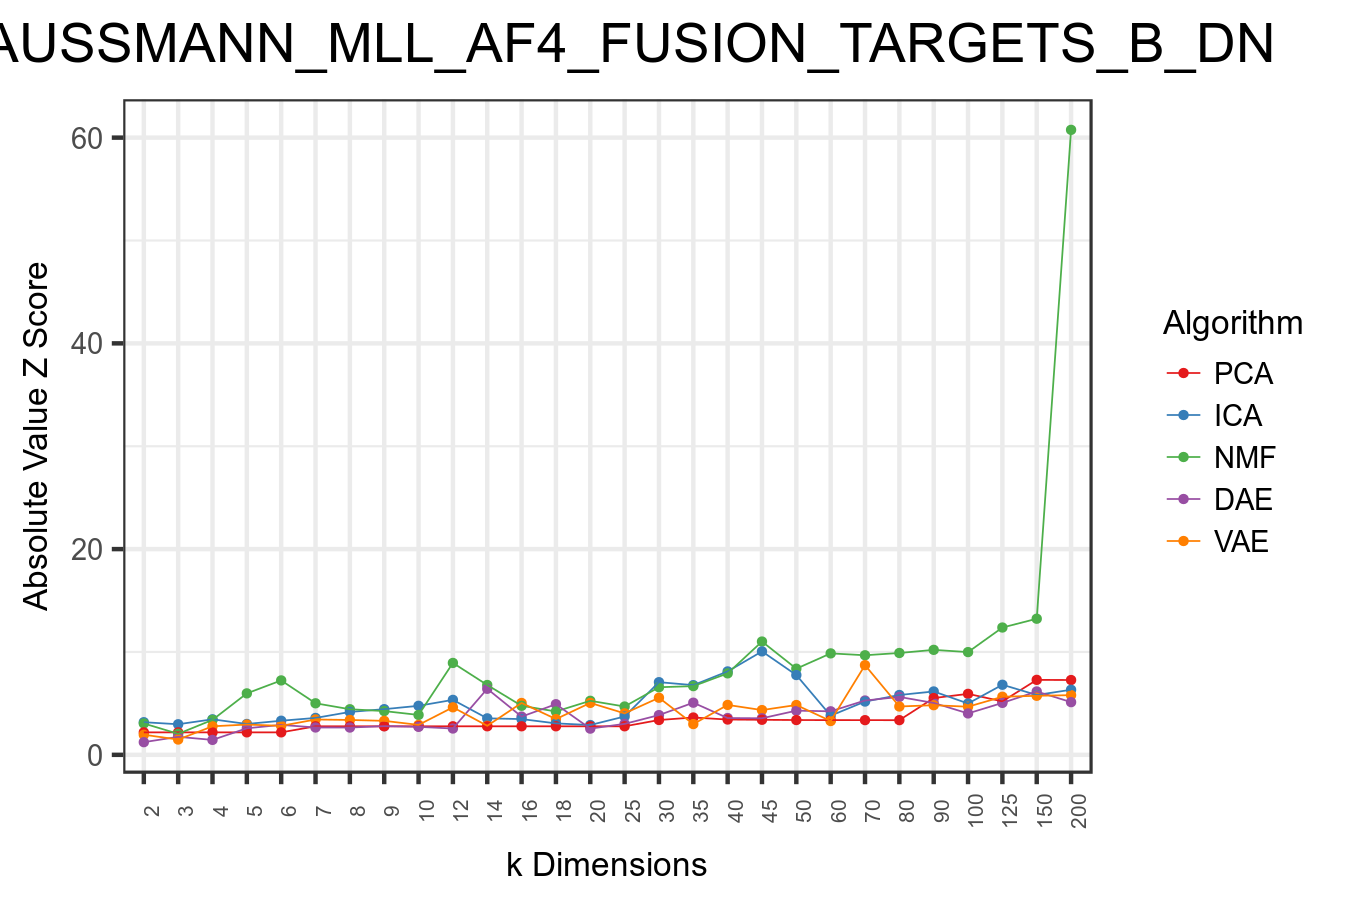 AUSSMANN_MLL_AF4_FUSION_TARGETS_B_DN
60
40
20
0
Absolute Value Z Score
2 3 4 5 6 7 8 9 10 12 14 16 18 20 25 30 35 40 45 50 60 70 80 90 100 125 150 200
k Dimensions
Algorithm
PCA
ICA
NMF
DAE
VAE